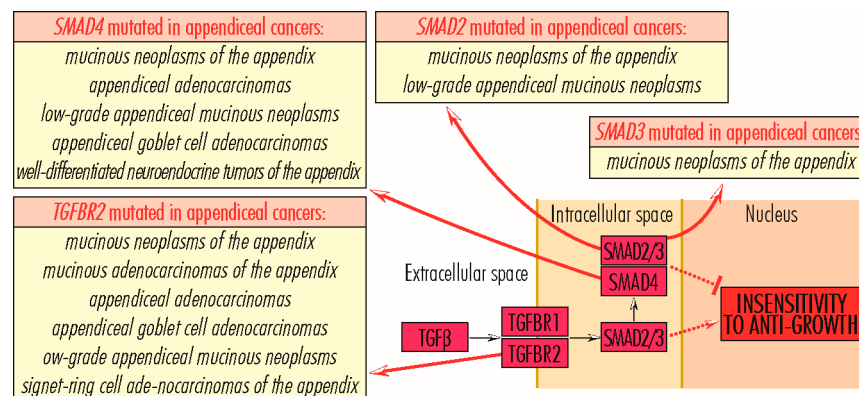 SMAD4 mutated in appendiceal cancers:
mucinous neoplasms of the appendix
appendiceal adenocarcinomas
low-grade appendiceal mucinous neoplasms
appendiceal goblet cell adenocarcinomas
well-differentiated neuroendocrine tumors of the appendix
SMAD2 mutated in appendiceal cancers:
mucinous neoplasms of the appendix
low-grade appendiceal mucinous neoplasms
SMAD3 mutated in appendiceal cancers
mucinous neoplasms of the appendix
TGFBR2 mutated in appendiceal cancers:
mucinous neoplasms of the appendix
mucinous adenocarcinomas of the appendix
appendiceal adenocarcinomas
appendiceal goblet cell adenocarcinomas
ow-grade appendiceal mucinous neoplasms
signet-ring cell ade-nocarcinomas of the appendix
Extracellular space
Intracellular space
Nucleus
SMAD2/3
SMAD4
TGFβ
TGFBR1
TGFBR2
SMAD2/3
INSENSITIVITY
TO ANTI-GROWTH